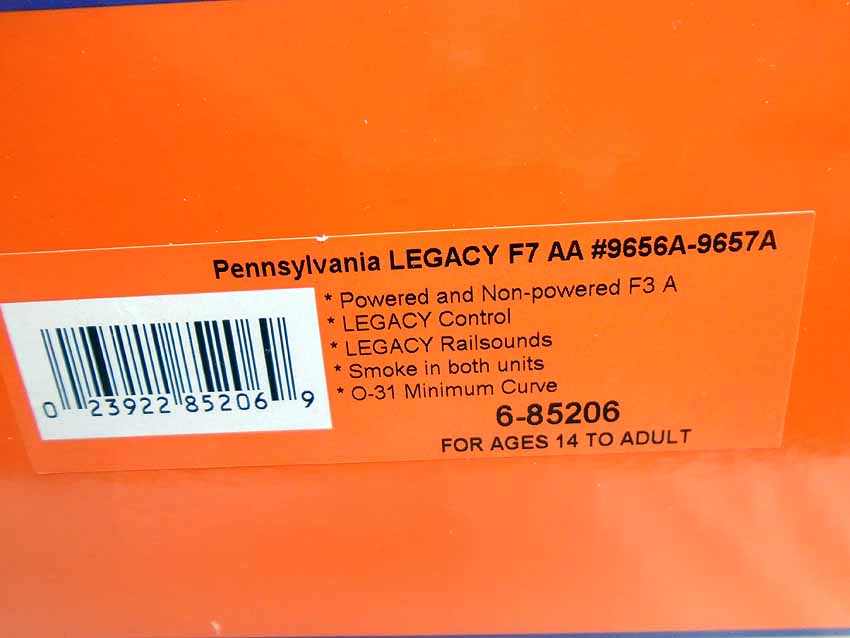 Pennsylvania LEGACY F7 AA #9656A-9657A
* Powered and Non-powered F3 A
* LEGACY Control
* LEGACY Railsounds
* Smoke in both units
* O-31 Minimum Curve
0 23922 85206 9
6-85206
FOR AGES 14 TO ADULT